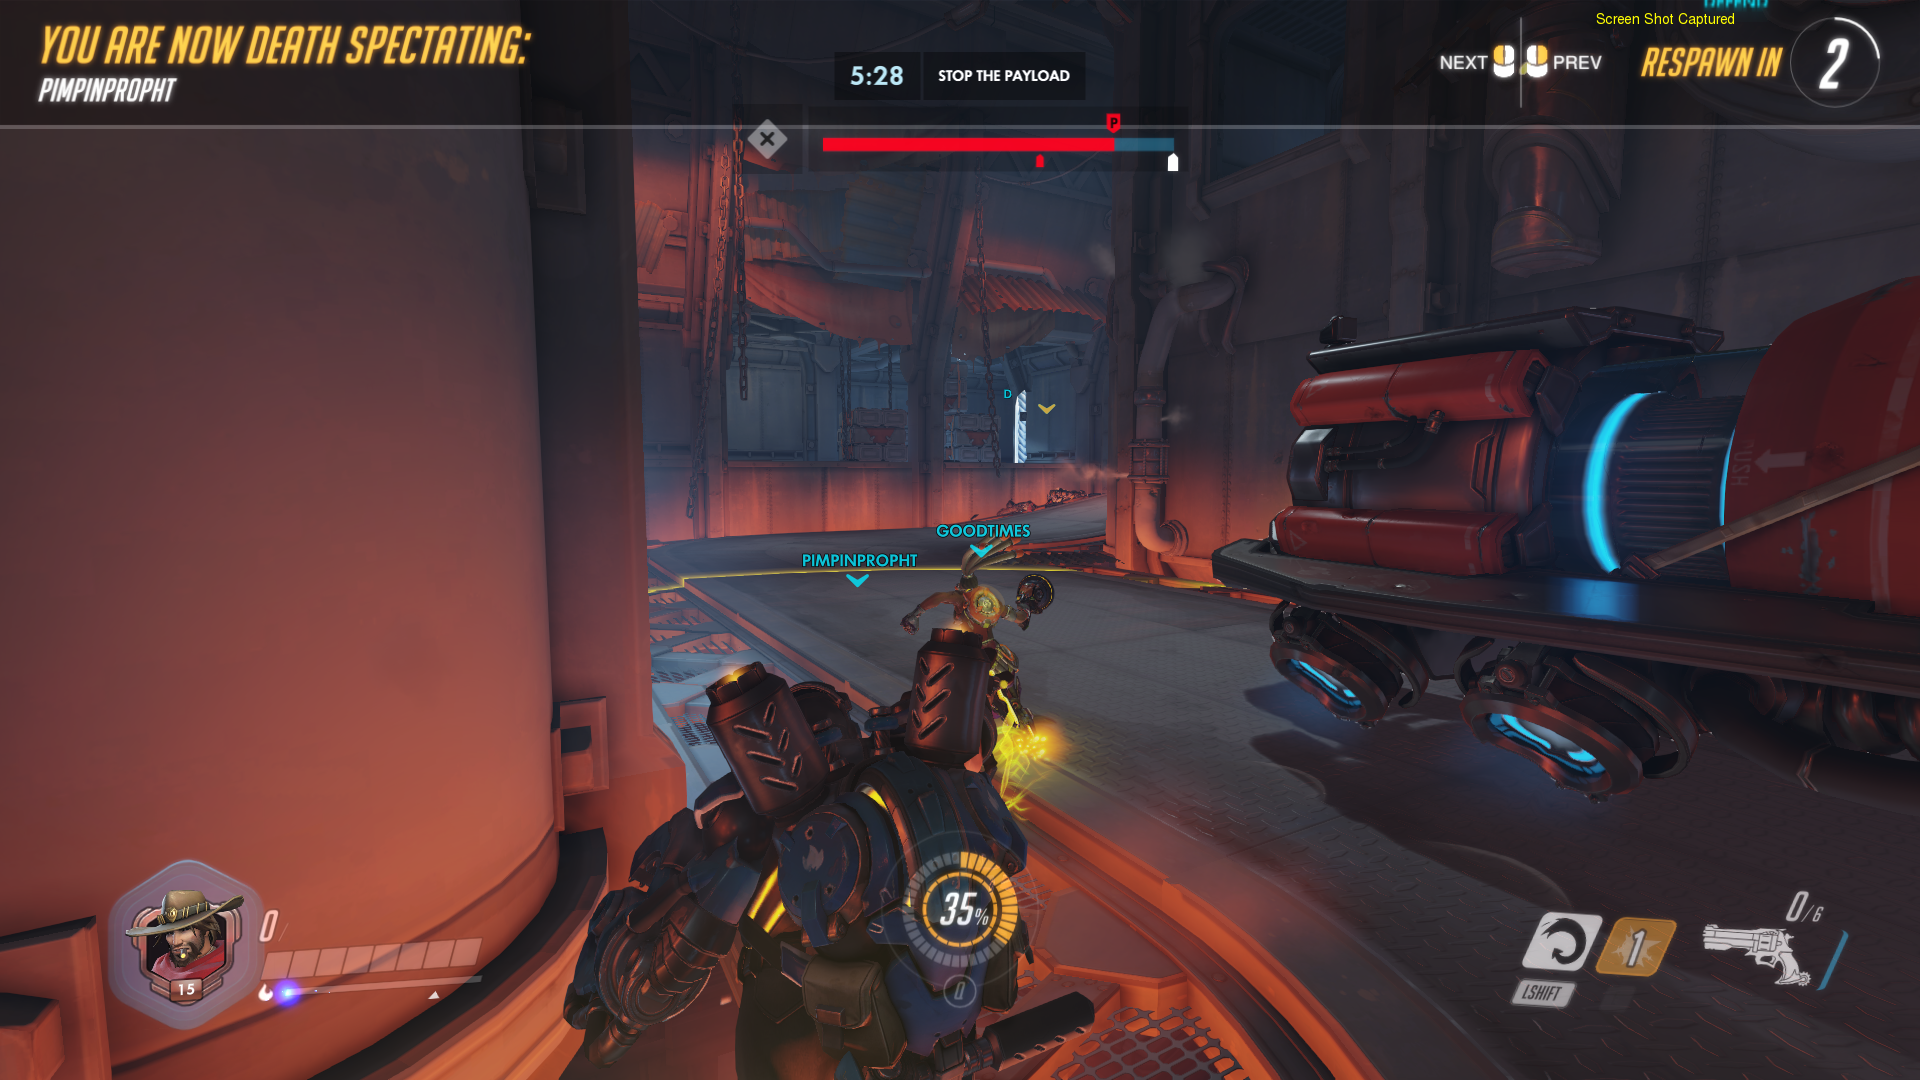 DEFEND
Screen Shot Captured
YOU ARE NOW DEATH SPECTATING:
PIMPINPROPHT
5:28 STOP THE PAYLOAD
NEXT PREV
RESPAWN IN 2
P
D
GOODTIMES
PIMPINPROPHT
35%
Q
0/
15
0/6
1
LSHIFT